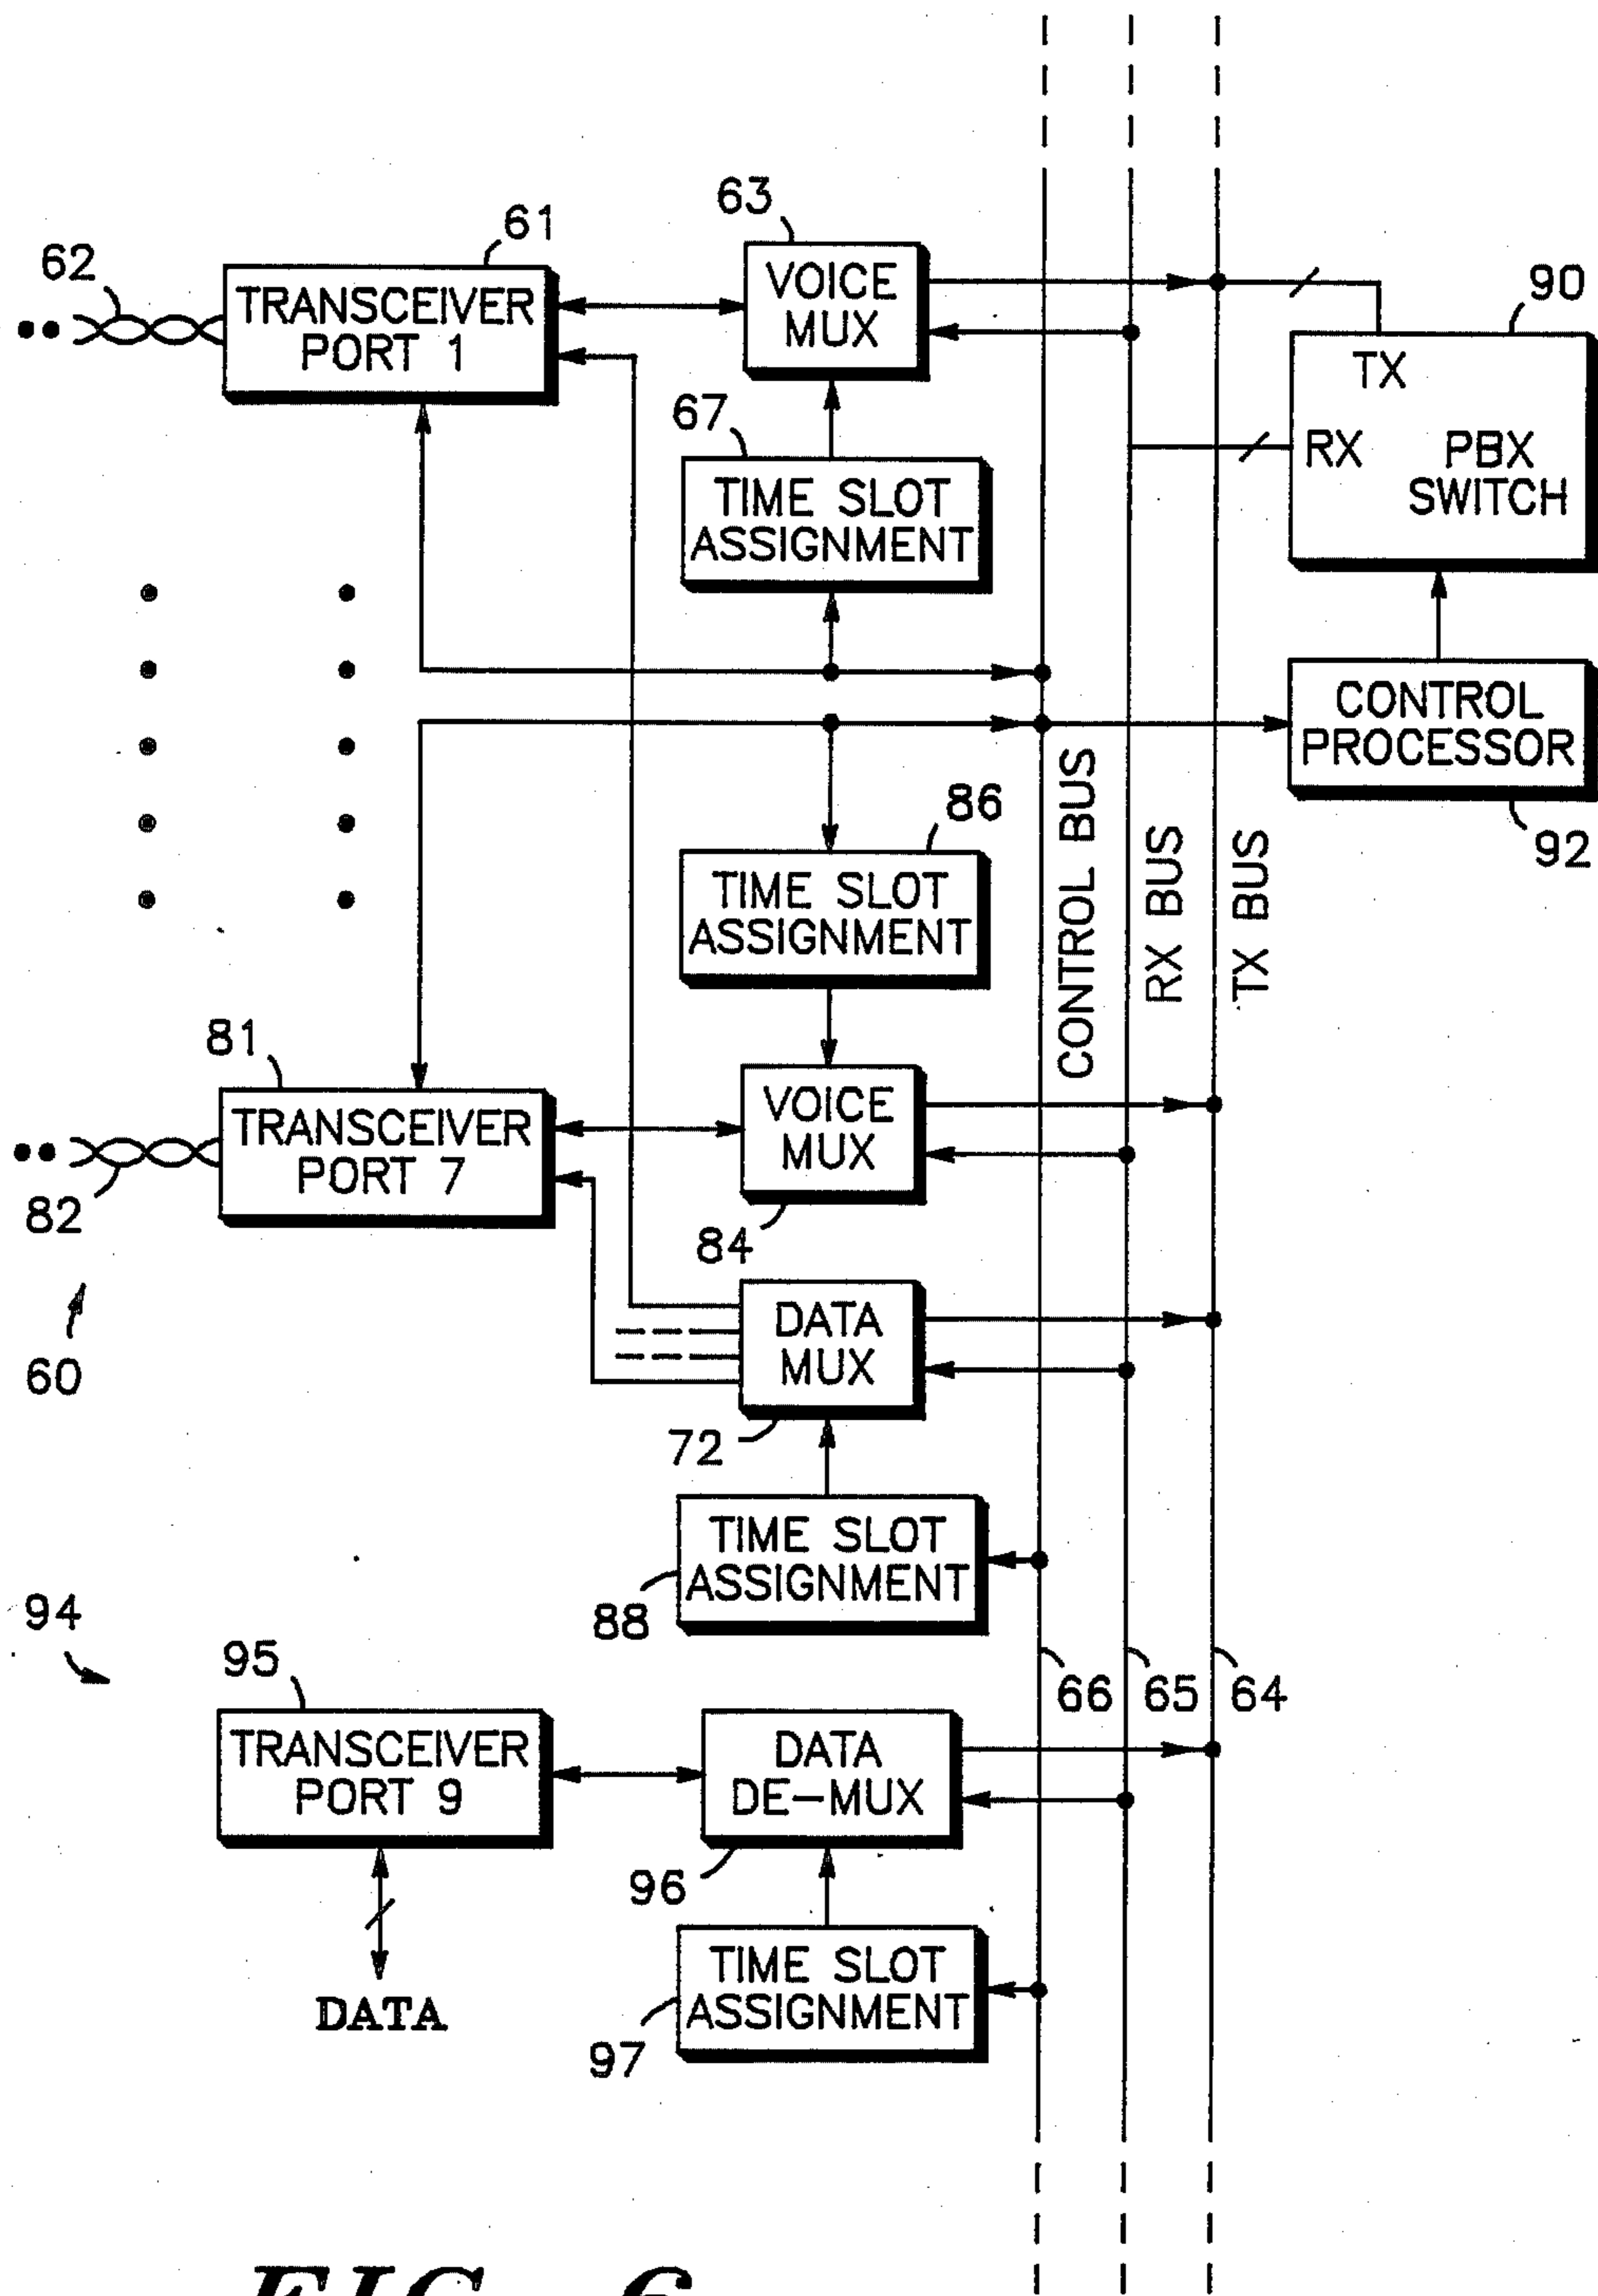 63
61
62
TRANSCEIVER
PORT 1
VOICE
MUX
90
TX
RX
PBX
SWITCH
67
TIME SLOT
ASSIGNMENT
CONTROL
PROCESSOR
92
86
TIME SLOT
ASSIGNMENT
CONTROL BUS
RX BUS
TX BUS
81
TRANSCEIVER
PORT 7
82
VOICE
MUX
84
60
DATA
MUX
72
TIME SLOT
ASSIGNMENT
88
94
95
66
65
64
TRANSCEIVER
PORT 9
DATA
DE-MUX
96
DATA
TIME SLOT
ASSIGNMENT
97
FIG. 6